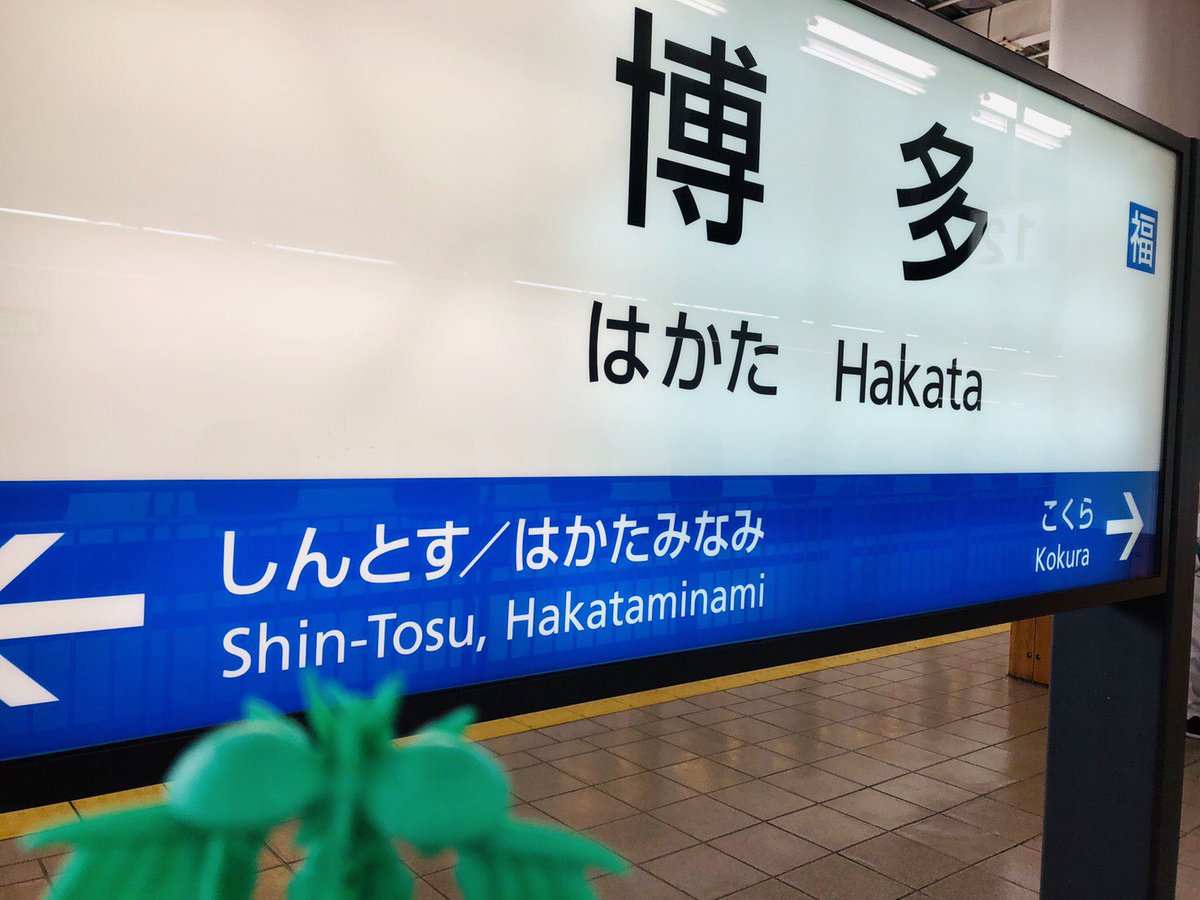 博多
福
はかた Hakata
しんとす／はかたみなみ
Shin-Tosu, Hakataminami
こくら
Kokura